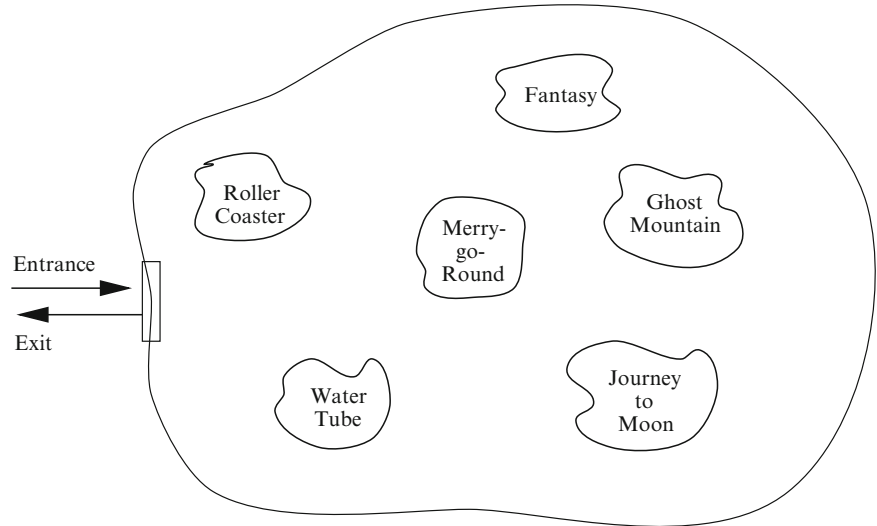 Fantasy
Roller
Coaster
Ghost
Mountain
Merry-
go-
Round
Entrance
Exit
Water
Tube
Journey
to
Moon